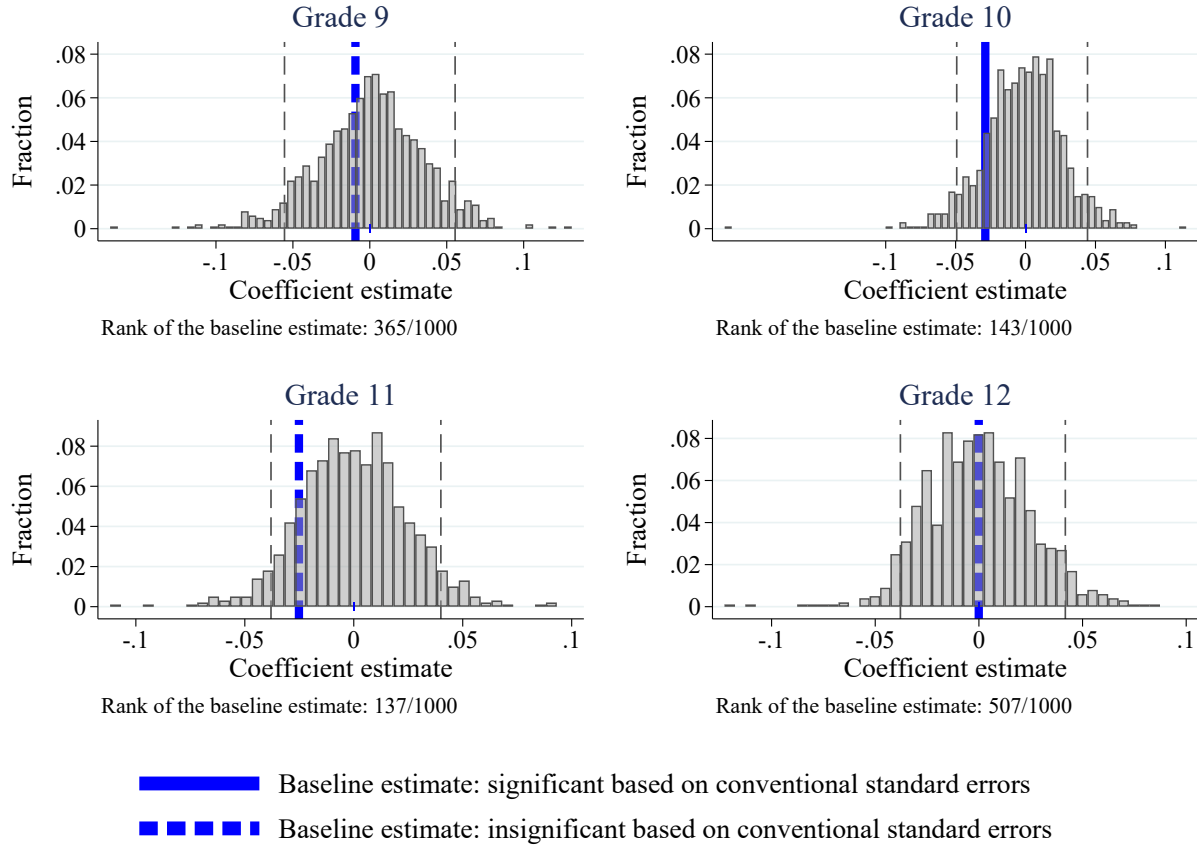 Grade 9
.08
.06
.04
.02
0
Fraction
-.1 -.05 0 .05 .1
Coefficient estimate
Rank of the baseline estimate: 365/1000
Grade 10
.08
.06
.04
.02
0
Fraction
-.1 -.05 0 .05 .1
Coefficient estimate
Rank of the baseline estimate: 143/1000
Grade 11
.08
.06
.04
.02
0
Fraction
-.1 -.05 0 .05 .1
Coefficient estimate
Rank of the baseline estimate: 137/1000
Grade 12
.08
.06
.04
.02
0
Fraction
-.1 -.05 0 .05 .1
Coefficient estimate
Rank of the baseline estimate: 507/1000
Baseline estimate: significant based on conventional standard errors
Baseline estimate: insignificant based on conventional standard errors